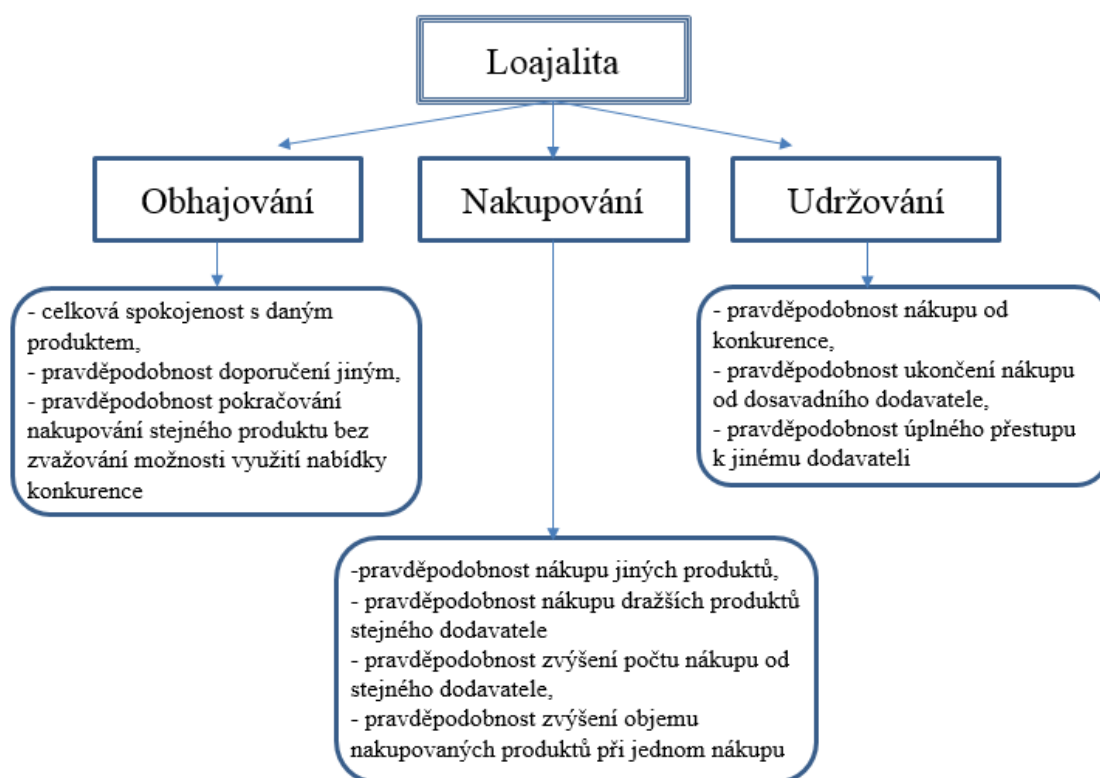 Loajalita
Obhajování
Nakupování
Udržování
- celková spokojenost s daným
produktem,
- pravděpodobnost doporučení jiným,
- pravděpodobnost pokračování
nakupování stejného produktu bez
zvažování možnosti využití nabídky
konkurence
- pravděpodobnost nákupu od
konkurence,
- pravděpodobnost ukončení nákupu
od dosavadního dodavatele,
- pravděpodobnost úplného přestupu
k jinému dodavateli
-pravděpodobnost nákupu jiných produktů,
- pravděpodobnost nákupu dražších produktů
stejného dodavatele
- pravděpodobnost zvýšení počtu nákupu od
stejného dodavatele,
- pravděpodobnost zvýšení objemu
nakupovaných produktů při jednom nákupu